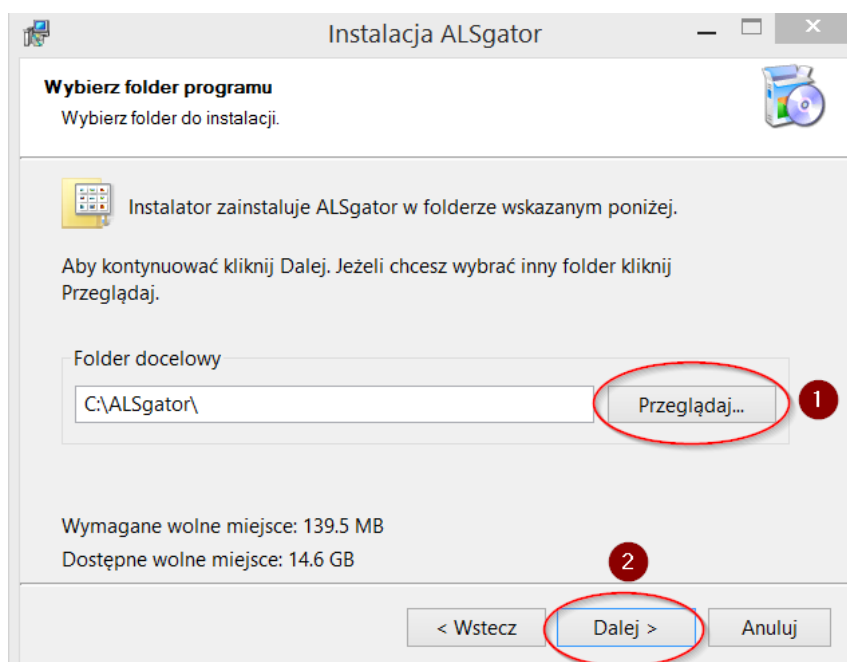 Instalacja ALSgator
Wybierz folder programu
Wybierz folder do instalacji.
Instalator zainstaluje ALSgator w folderze wskazanym poniżej.
Aby kontynuować kliknij Dalej. Jeżeli chcesz wybrać inny folder kliknij
Przeglądaj.
Folder docelowy
C:\ALSgator\
Przeglądaj...
1
Wymagane wolne miejsce: 139.5 MB
Dostępne wolne miejsce: 14.6 GB
2
< Wstecz
Dalej >
Anuluj